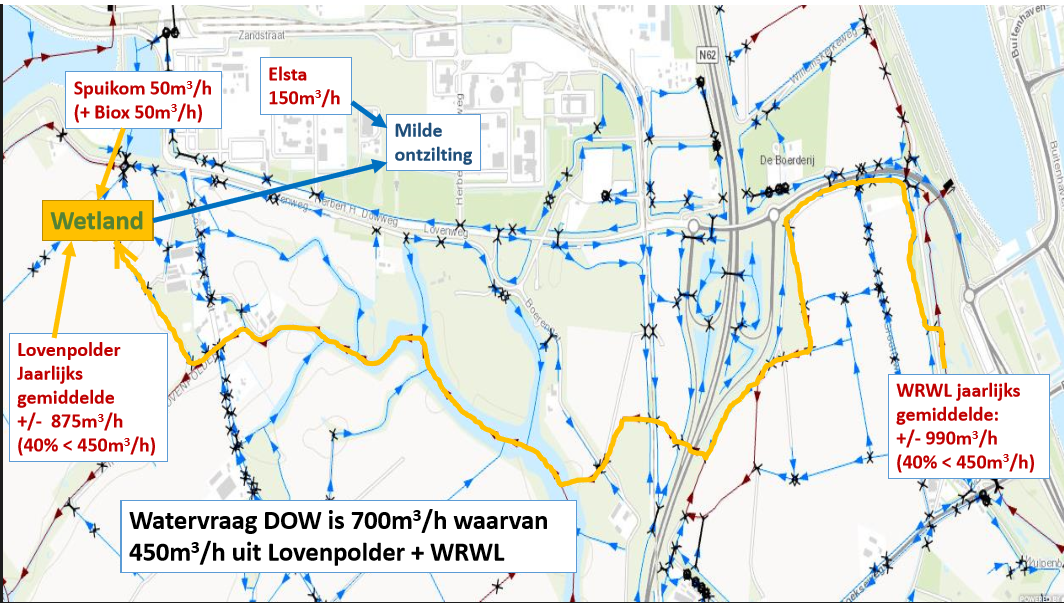 Zandstraat
N62
Buitenhaven
Spuikom 50m³/h
(+ Biox 50m³/h)
Elsta
150m³/h
Milde
ontzilting
De Boerderij
Wetland
Herbert H. Dowweg
Lovenweg
Lovenpolder
Jaarlijks
gemiddelde
+/- 875m³/h
(40% < 450m³/h)
WRWL jaarlijks
gemiddelde:
+/- 990m³/h
(40% < 450m³/h)
Watervraag DOW is 700m³/h waarvan
450m³/h uit Lovenpolder + WRWL